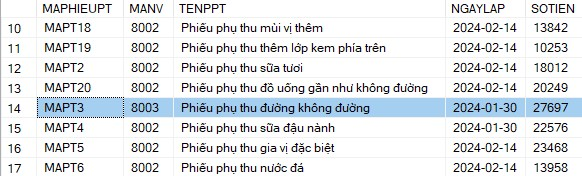 MAPHIEUPT MANV TENPPT NGAYLAP SOTIEN
10 MAPT18 8002 Phiếu phụ thu mùi vị thêm 2024-02-14 13842
11 MAPT19 8002 Phiếu phụ thu thêm lớp kem phía trên 2024-02-14 10253
12 MAPT2 8002 Phiếu phụ thu sữa tươi 2024-02-14 18012
13 MAPT20 8002 Phiếu phụ thu đồ uống gần như không đường 2024-02-14 20249
14 MAPT3 8003 Phiếu phụ thu đường không đường 2024-01-30 27697
15 MAPT4 8002 Phiếu phụ thu sữa đậu nành 2024-01-30 22576
16 MAPT5 8002 Phiếu phụ thu gia vị đặc biệt 2024-02-14 23468
17 MAPT6 8002 Phiếu phụ thu nước đá 2024-02-14 13958